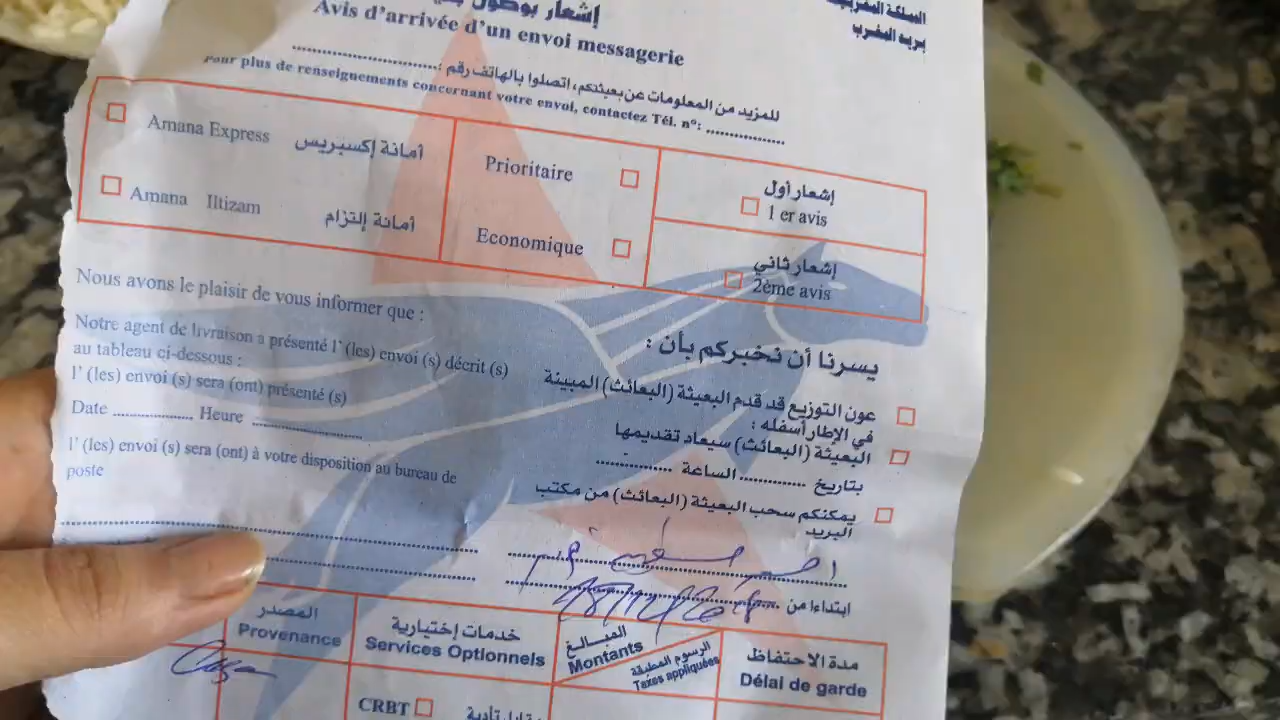 المملكة المغربية
بريد المغرب
إشعار بوصول
Avis d'arrivée d'un envoi messagerie
للمزيد من المعلومات عن بعيثتكم، اتصلوا بالهاتف رقم :....................
Pour plus de renseignements concernant votre envoi, contactez Tél. n°: ..............
Amana Express أمانة إكسبريس
Amana Iltizam أمانة إلتزام
Prioritaire
Economique
إشعار أول
1 er avis
إشعار ثاني
2ème avis
Nous avons le plaisir de vous informer que :
Notre agent de livraison a présenté l' (les) envoi (s) décrit (s)
au tableau ci-dessous :
l' (les) envoi (s) sera (ont) présenté (s)
Date .................. Heure ........................
l' (les) envoi (s) sera (ont) à votre disposition au bureau de
poste
يسرنا أن نخبركم بأن :
عون التوزيع قد قدم البعيثة (البعائث) المبينة
في الإطار أسفله :
البعيثة (البعائث) سيعاد تقديمها
بتاريخ ............... الساعة ................
يمكنكم سحب البعيثة (البعائث) من مكتب
البريد
ابتداءا من
المصدر
Provenance
خدمات إختيارية
Services Optionnels
المبالغ
Montants
الرسوم المطبقة
Taxes appliquées
مدة الاحتفاظ
Délai de garde
CRBT مقابل تأدية